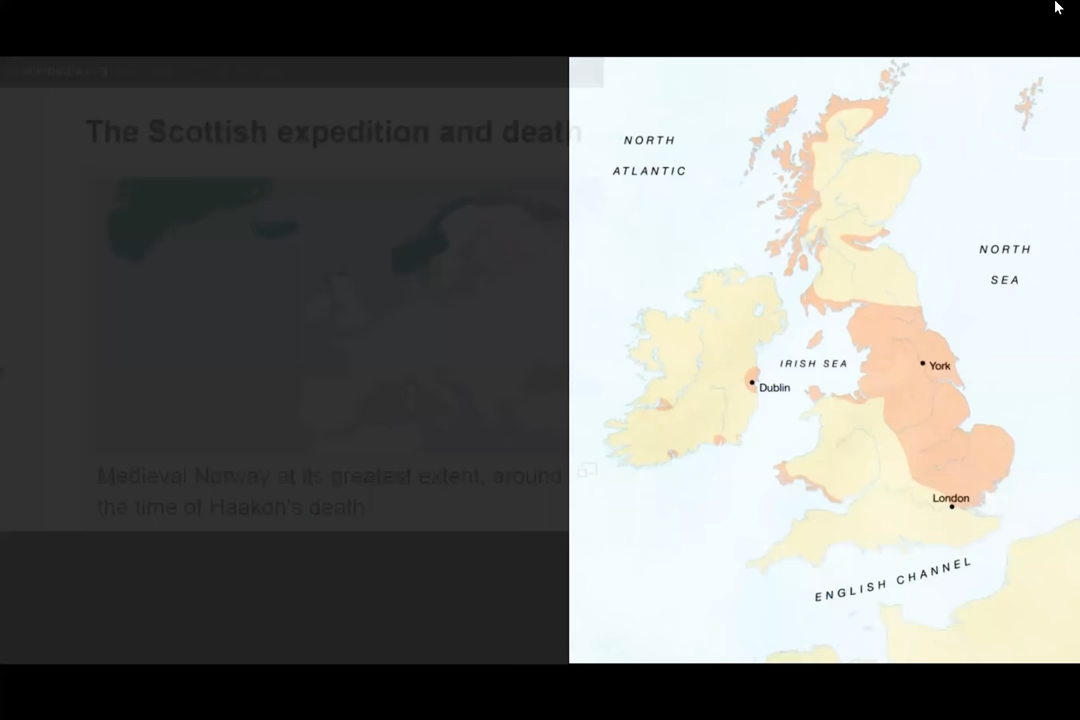 The Scottish expedition and death
Medieval Norway at its greatest extent, around
the time of Haakon's death
NORTH
ATLANTIC
NORTH
SEA
IRISH SEA
York
Dublin
London
ENGLISH CHANNEL